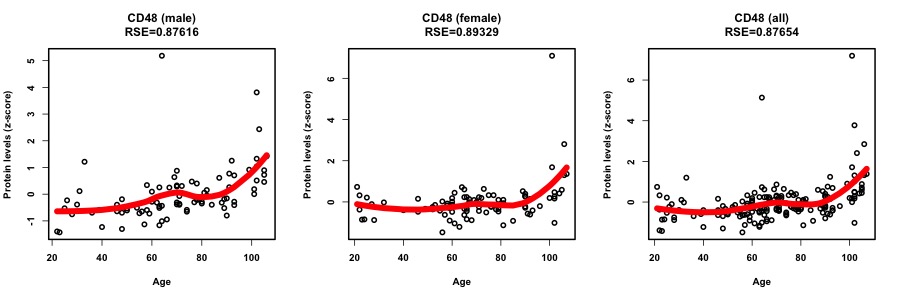 CD48 (male)
RSE=0.87616
Protein levels (z-score)
5
4
3
2
1
0
-1
20 40 60 80 100
Age
CD48 (female)
RSE=0.89329
Protein levels (z-score)
6
4
2
0
20 40 60 80 100
Age
CD48 (all)
RSE=0.87654
Protein levels (z-score)
6
4
2
0
20 40 60 80 100
Age